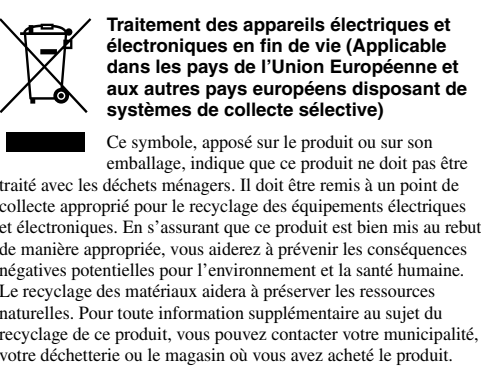 Traitement des appareils électriques et
électroniques en fin de vie (Applicable
dans les pays de l’Union Européenne et
aux autres pays européens disposant de
systèmes de collecte sélective)
Ce symbole, apposé sur le produit ou sur son
emballage, indique que ce produit ne doit pas être
traité avec les déchets ménagers. Il doit être remis à un point de
collecte approprié pour le recyclage des équipements électriques
et électroniques. En s’assurant que ce produit est bien mis au rebut
de manière appropriée, vous aiderez à prévenir les conséquences
négatives potentielles pour l’environnement et la santé humaine.
Le recyclage des matériaux aidera à préserver les ressources
naturelles. Pour toute information supplémentaire au sujet du
recyclage de ce produit, vous pouvez contacter votre municipalité,
votre déchetterie ou le magasin où vous avez acheté le produit.